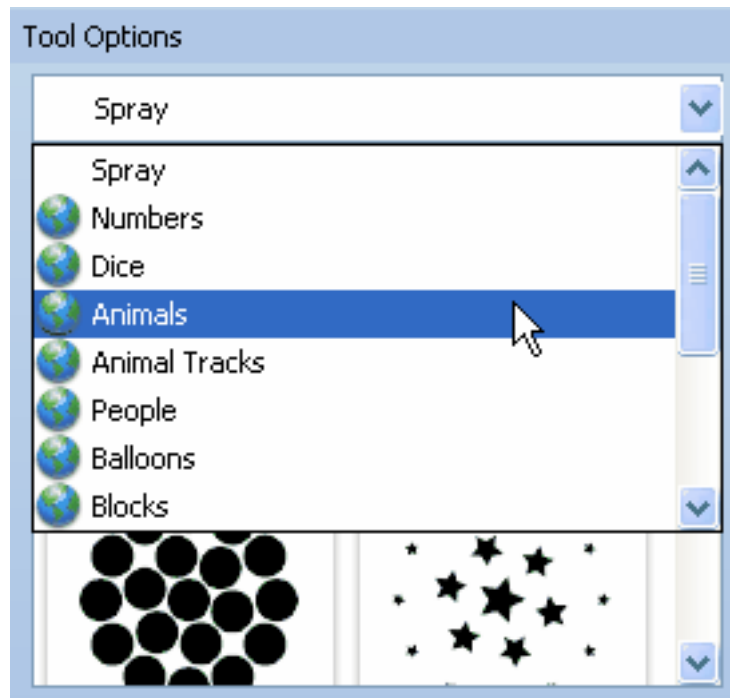 Tool Options
Spray
Spray
Numbers
Dice
Animals
Animal Tracks
People
Balloons
Blocks